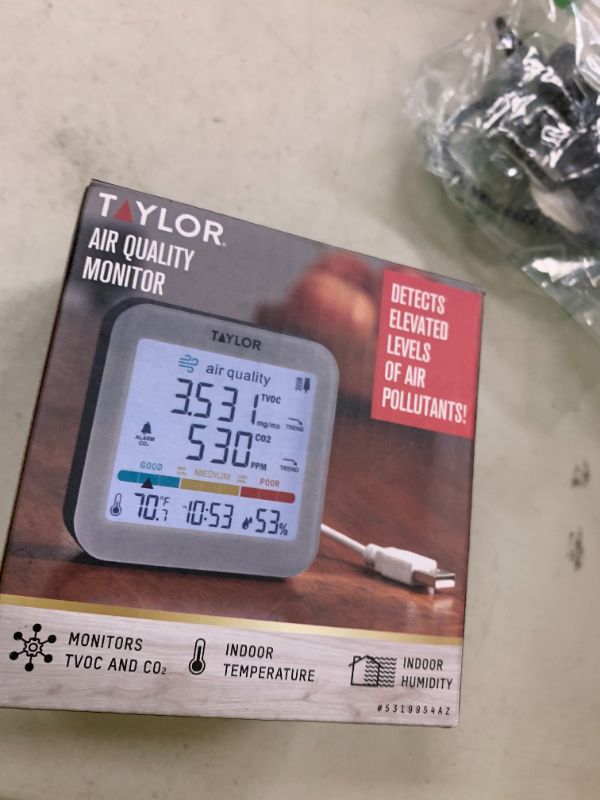 TAYLOR®
AIR QUALITY
MONITOR
DETECTS
ELEVATED
LEVELS
OF AIR
POLLUTANTS!
TAYLOR
air quality
3.531 TVOC
mg/m3 TREND
ALARM
CO2
530 CO2
PPM TREND
GOOD MEDIUM POOR
70.7 °F 10:53 53%
MONITORS
TVOC AND CO2
INDOOR
TEMPERATURE
INDOOR
HUMIDITY
#5319954AZ